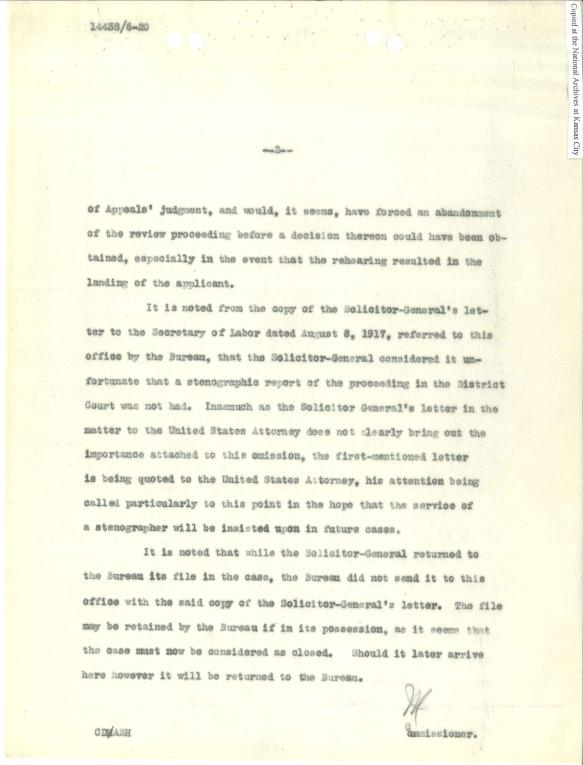 14438/6-20
Copied at the National Archives at Kansas City
--2--
of Appeals' judgment, and would, it seems, have forced an abandonment
of the review proceeding before a decision thereon could have been ob-
tained, especially in the event that the rehearing resulted in the
landing of the applicant.
It is noted from the copy of the Solicitor-General's let-
ter to the Secretary of Labor dated August 8, 1917, referred to this
office by the Bureau, that the Solicitor-General considered it un-
fortunate that a stenographic report of the proceeding in the District
Court was not had. Inasmuch as the Solicitor General's letter in the
matter to the United States Attorney does not clearly bring out the
importance attached to this omission, the first-mentioned letter
is being quoted to the United States Attorney, his attention being
called particularly to this point in the hope that the service of
a stenographer will be insisted upon in future cases.
It is noted that while the Solicitor-General returned to
the Bureau its file in the case, the Bureau did not send it to this
office with the said copy of the Solicitor-General's letter. The file
may be retained by the Bureau if in its possession, as it seems that
the case must now be considered as closed. Should it later arrive
here however it will be returned to the Bureau.
Commissioner.